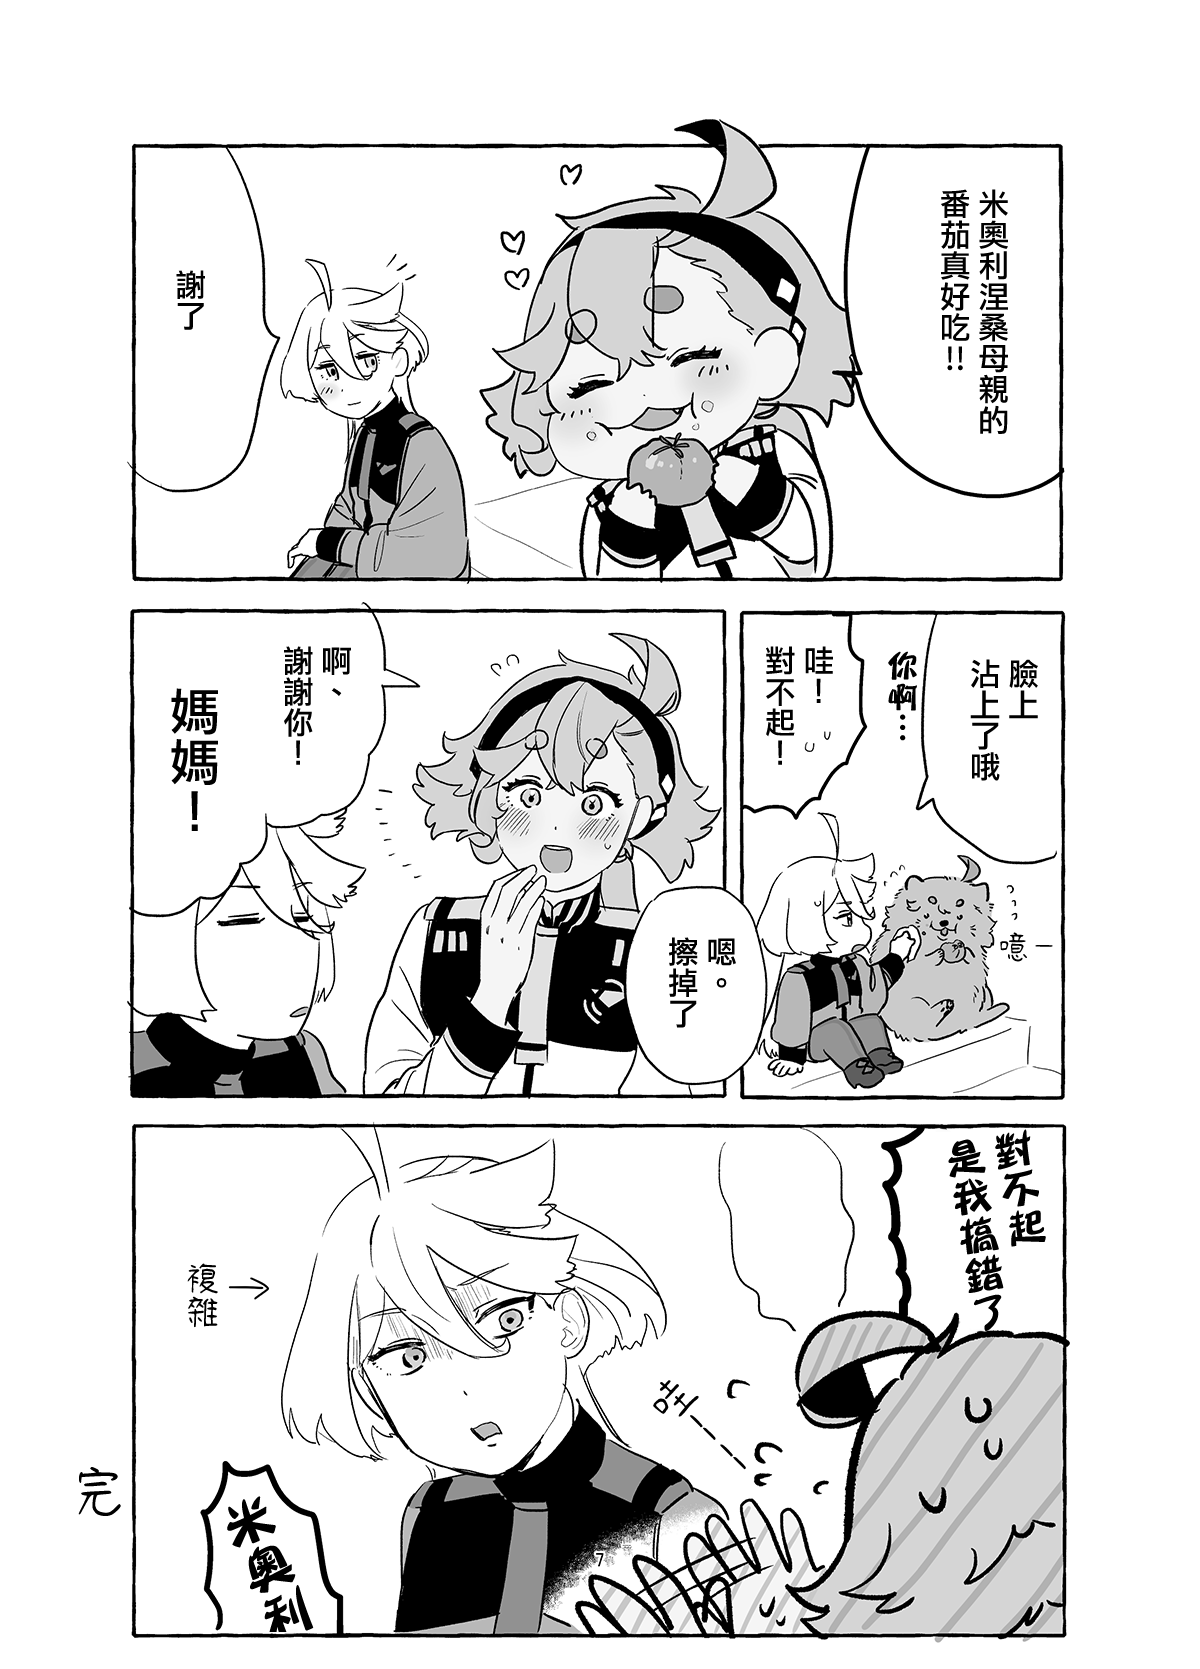 米奧利涅桑母親的
番茄真好吃!!
謝了
臉上
沾上了哦
你啊…
哇！
對不起！
噫－
嗯。
擦掉了
啊、
謝謝你！
媽媽！
對不起
是我搞錯了
哇
複雜
米奧利
7
完